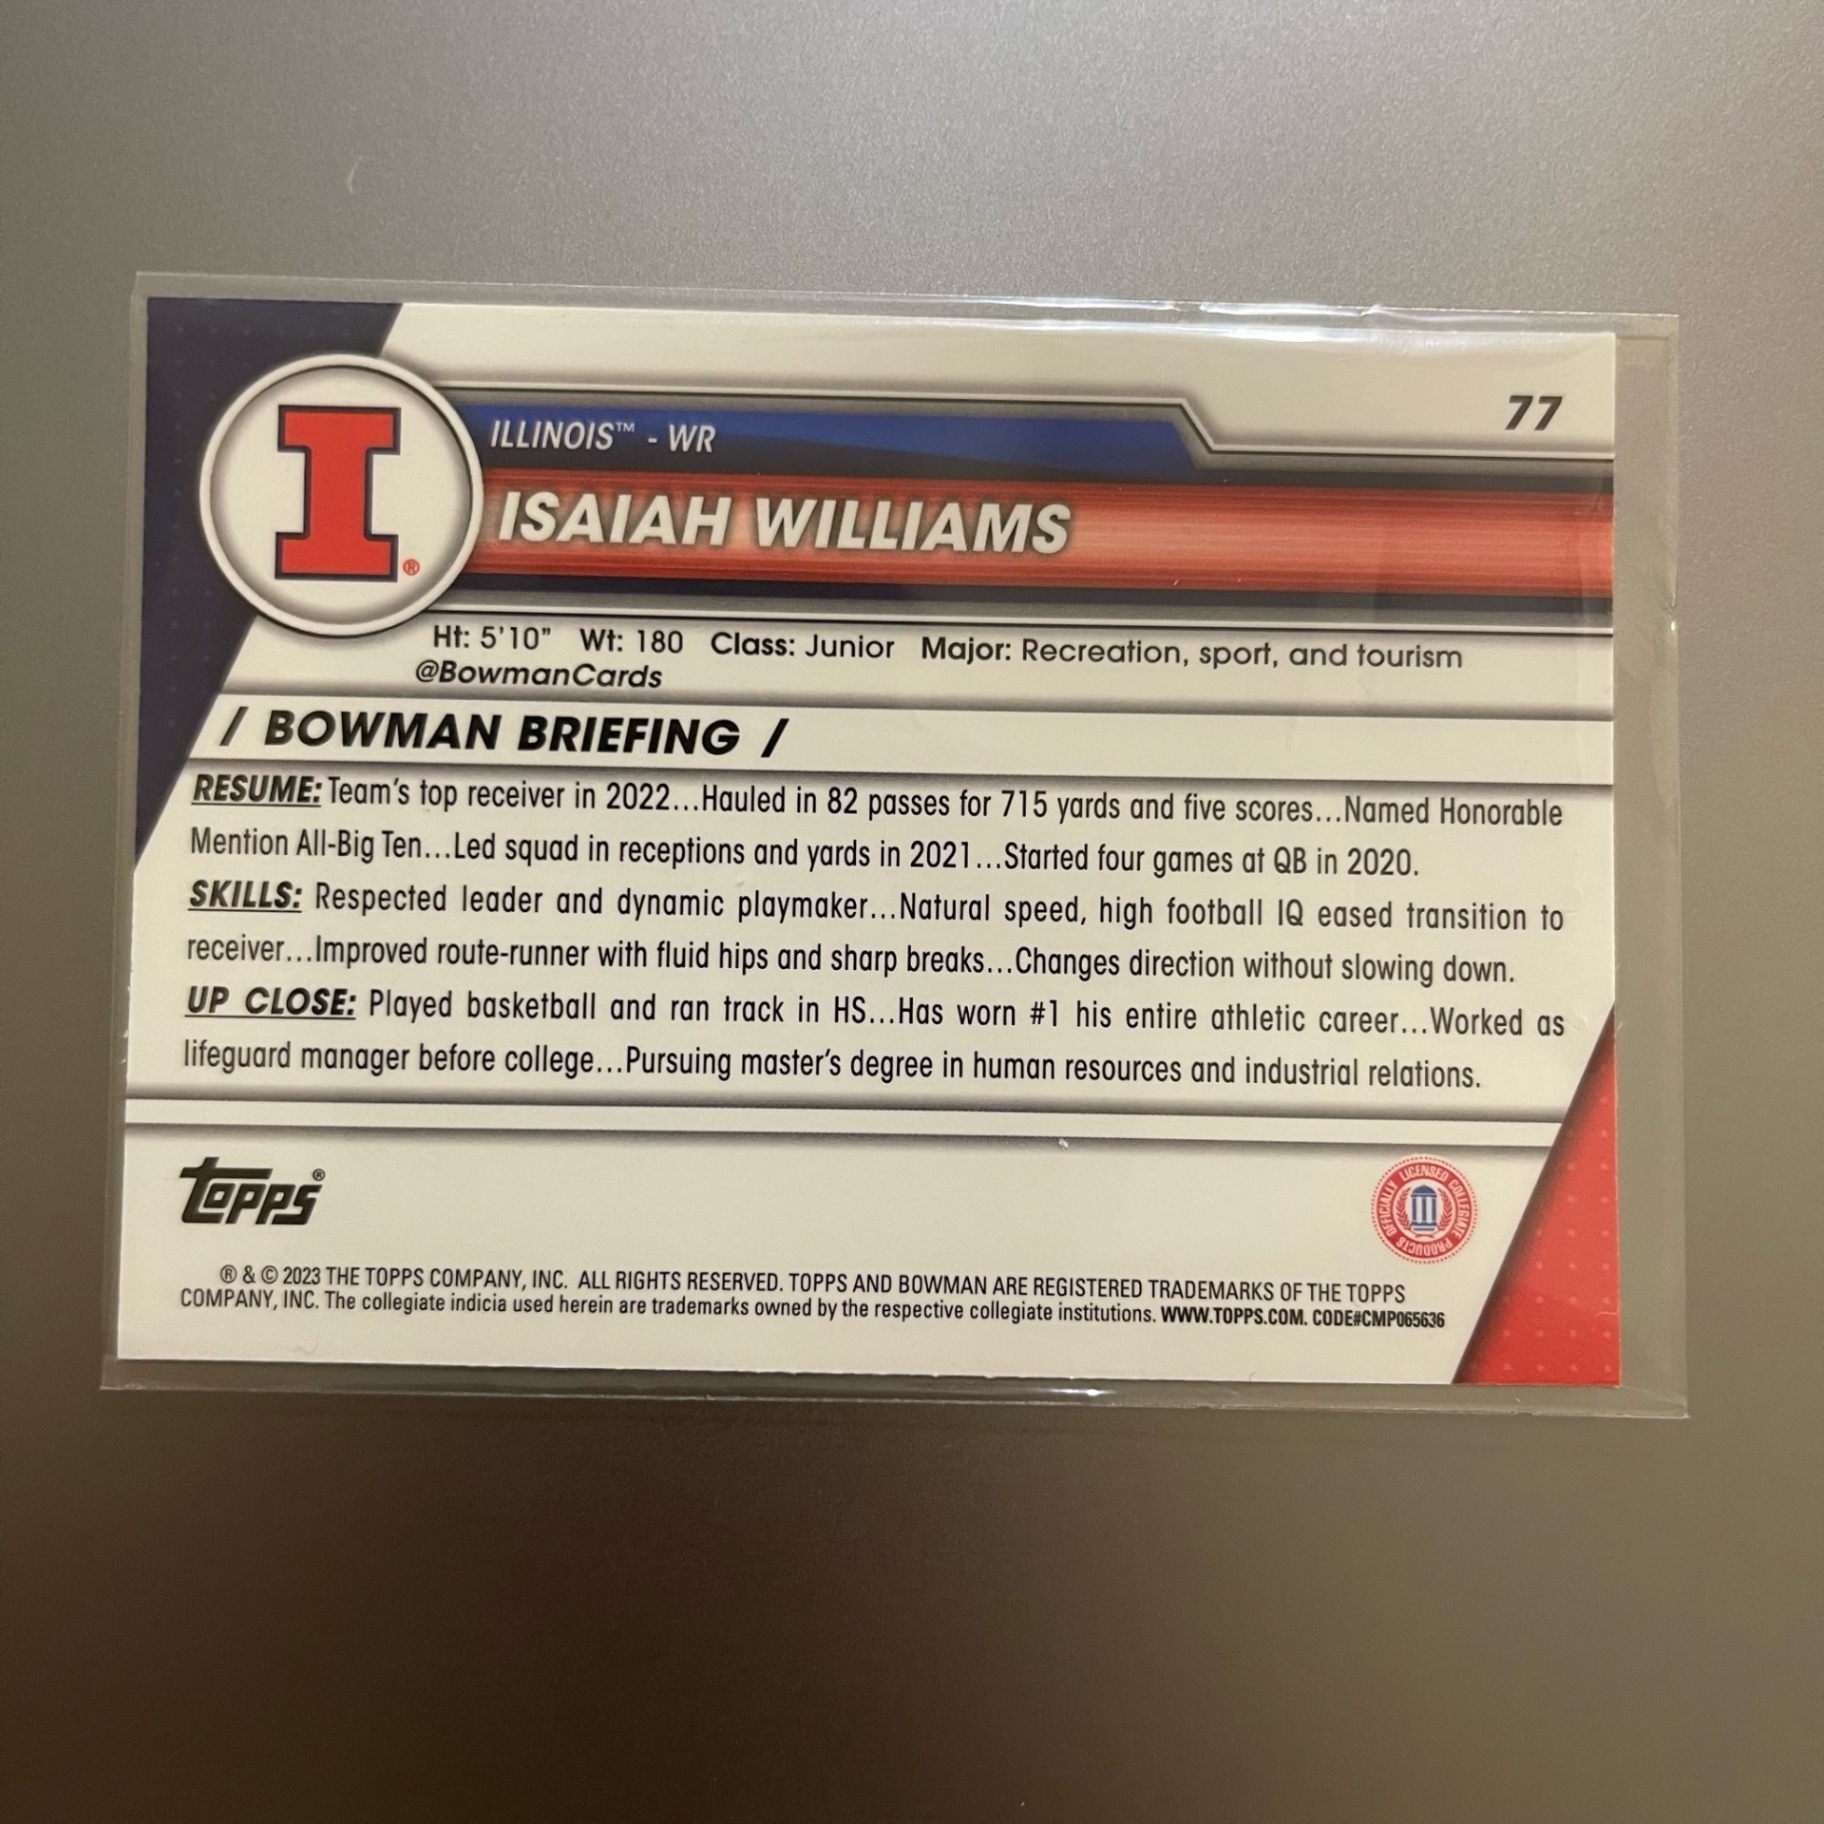 I®
77
ILLINOIS™ - WR
ISAIAH WILLIAMS
Ht: 5'10" Wt: 180 Class: Junior Major: Recreation, sport, and tourism
@BowmanCards
/ BOWMAN BRIEFING /
RESUME: Team's top receiver in 2022...Hauled in 82 passes for 715 yards and five scores...Named Honorable
Mention All-Big Ten...Led squad in receptions and yards in 2021...Started four games at QB in 2020.
SKILLS: Respected leader and dynamic playmaker...Natural speed, high football IQ eased transition to
receiver...Improved route-runner with fluid hips and sharp breaks...Changes direction without slowing down.
UP CLOSE: Played basketball and ran track in HS...Has worn #1 his entire athletic career...Worked as
lifeguard manager before college...Pursuing master's degree in human resources and industrial relations.
Topps®
OFFICIALLY LICENSED COLLEGIATE PRODUCTS
® & © 2023 THE TOPPS COMPANY, INC. ALL RIGHTS RESERVED. TOPPS AND BOWMAN ARE REGISTERED TRADEMARKS OF THE TOPPS
COMPANY, INC. The collegiate indicia used herein are trademarks owned by the respective collegiate institutions. WWW.TOPPS.COM. CODE#CMP065636